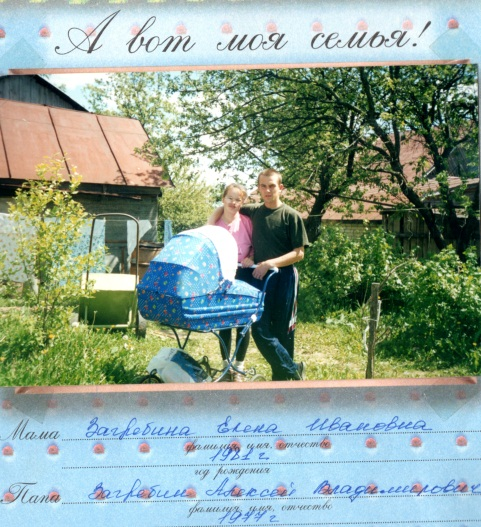 А вот моя семья!
Мама Загребина Елена Ивановна
фамилия, имя, отчество
1981 г
год рождения
Папа Загребин Алексей Владимирович
фамилия, имя, отчество
1977 г